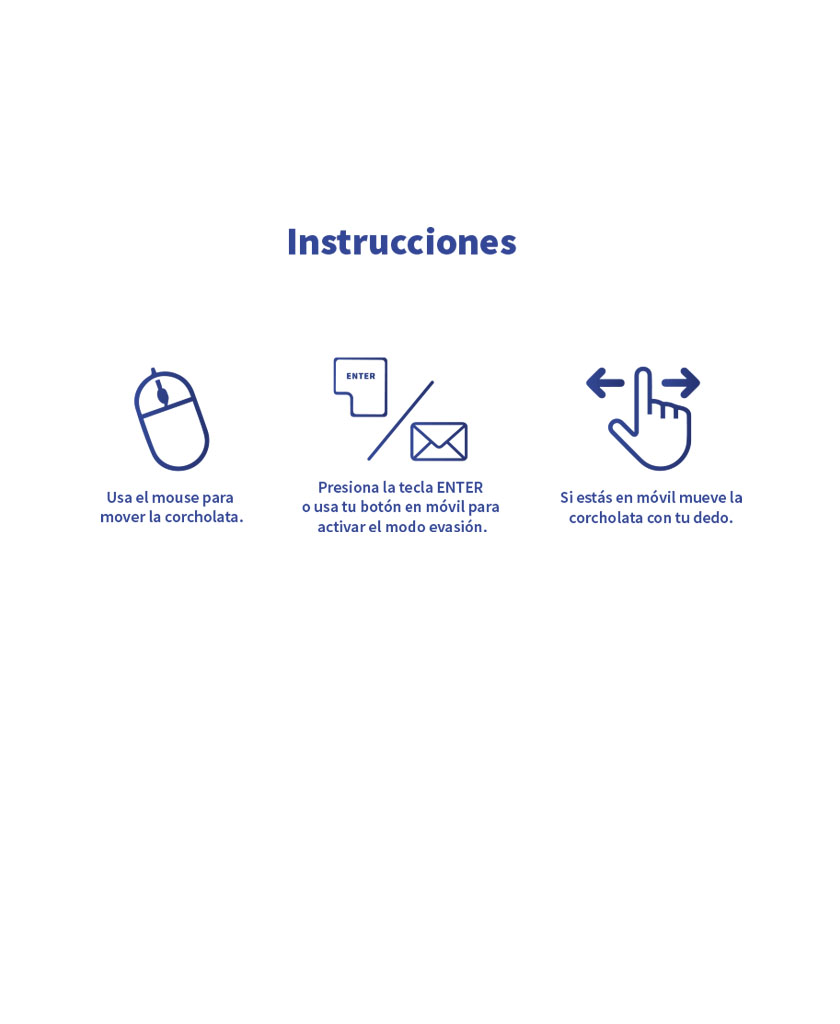 Instrucciones
ENTER
Usa el mouse para
mover la corcholata.
Presiona la tecla ENTER
o usa tu botón en móvil para
activar el modo evasión.
Si estás en móvil mueve la
corcholata con tu dedo.